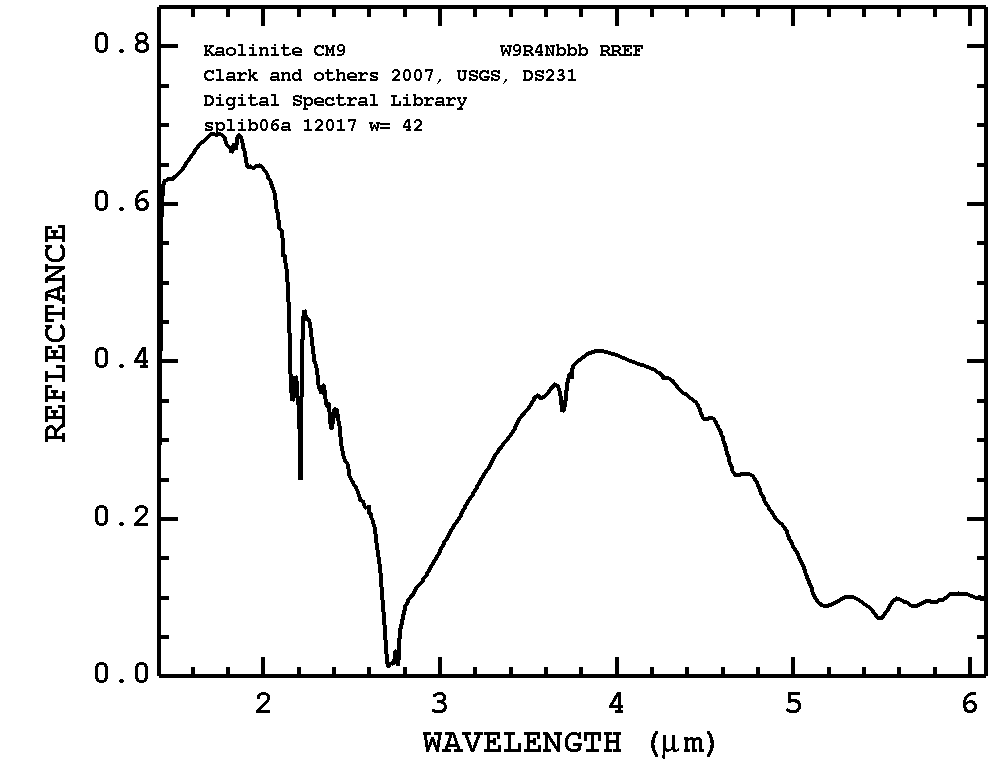 Kaolinite CM9 W9R4Nbbb RREF
Clark and others 2007, USGS, DS231
Digital Spectral Library
splib06a 12017 w= 42
REFLECTANCE
0.8
0.6
0.4
0.2
0.0
2 3 4 5 6
WAVELENGTH (μm)